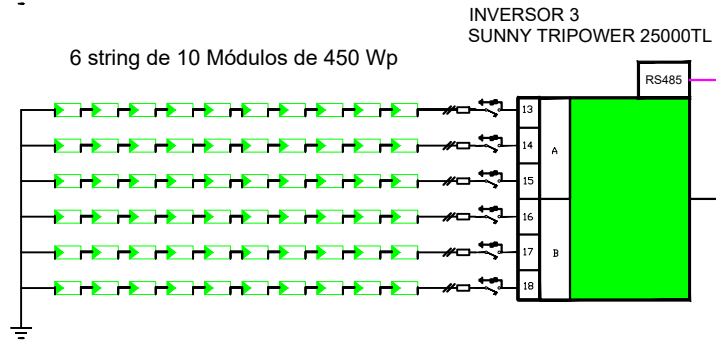 INVERSOR 3
SUNNY TRIPOWER 25000TL
6 string de 10 Módulos de 450 Wp
RS485
13
14
A
15
16
17
B
18